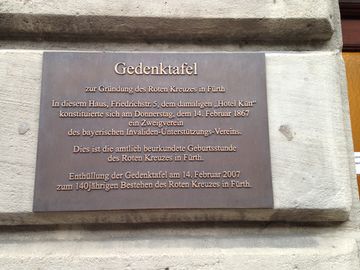 Gedenktafel
zur Gründung des Roten Kreuzes in Fürth
In diesem Haus, Friedrichstr. 5, dem damaligen „Hotel Kütt“
konstituierte sich am Donnerstag, dem 14. Februar 1867
ein Zweigverein
des bayerischen Invaliden-Unterstützungs-Vereins.
Dies ist die amtlich beurkundete Geburtsstunde
des Roten Kreuzes in Fürth.
Enthüllung der Gedenktafel am 14. Februar 2007
zum 140jährigen Bestehen des Roten Kreuzes in Fürth.